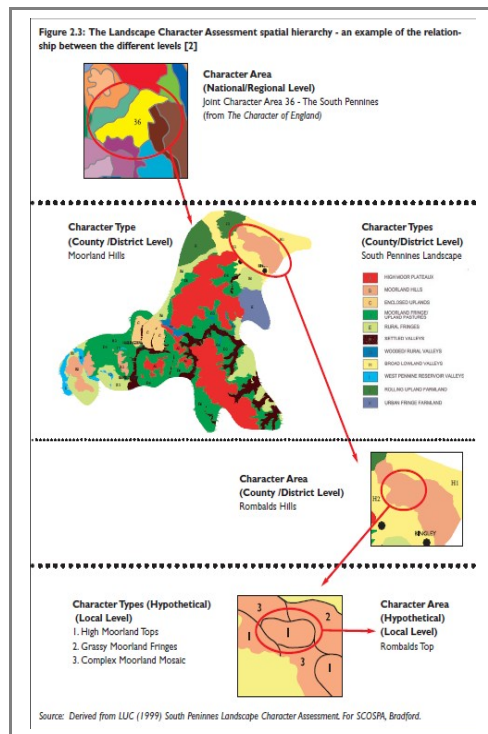 Figure 2.3: The Landscape Character Assessment spatial hierarchy - an example of the relation-
ship between the different levels [2]
Character Area
(National/Regional Level)
Joint Character Area 36 - The South Pennines
(from The Character of England)
36
Character Type
(County /District Level)
Moorland Hills
Character Types
(County/District Level)
South Pennines Landscape
HIGH MOOR PLATEAUX
MOORLAND HILLS
ENCLOSED UPLANDS
MOORLAND FRINGE/
UPLAND PASTURES
RURAL FRINGES
SETTLED VALLEYS
WOODED RURAL VALLEYS
BROAD LOWLAND VALLEYS
WEST PENNINE RESERVOIR VALLEYS
ROLLING UPLAND FARMLAND
URBAN FRINGE FARMLAND
Character Area
(County /District Level)
Rombalds Hills
H1
H2
BINGLEY
Character Types (Hypothetical)
(Local Level)
1. High Moorland Tops
2. Grassy Moorland Fringes
3. Complex Moorland Mosaic
3
2
1
1
3
1
Character Area
(Hypothetical)
(Local Level)
Rombalds Top
Source: Derived from LUC (1999) South Peninnes Landscape Character Assessment. For SCOSPA, Bradford.